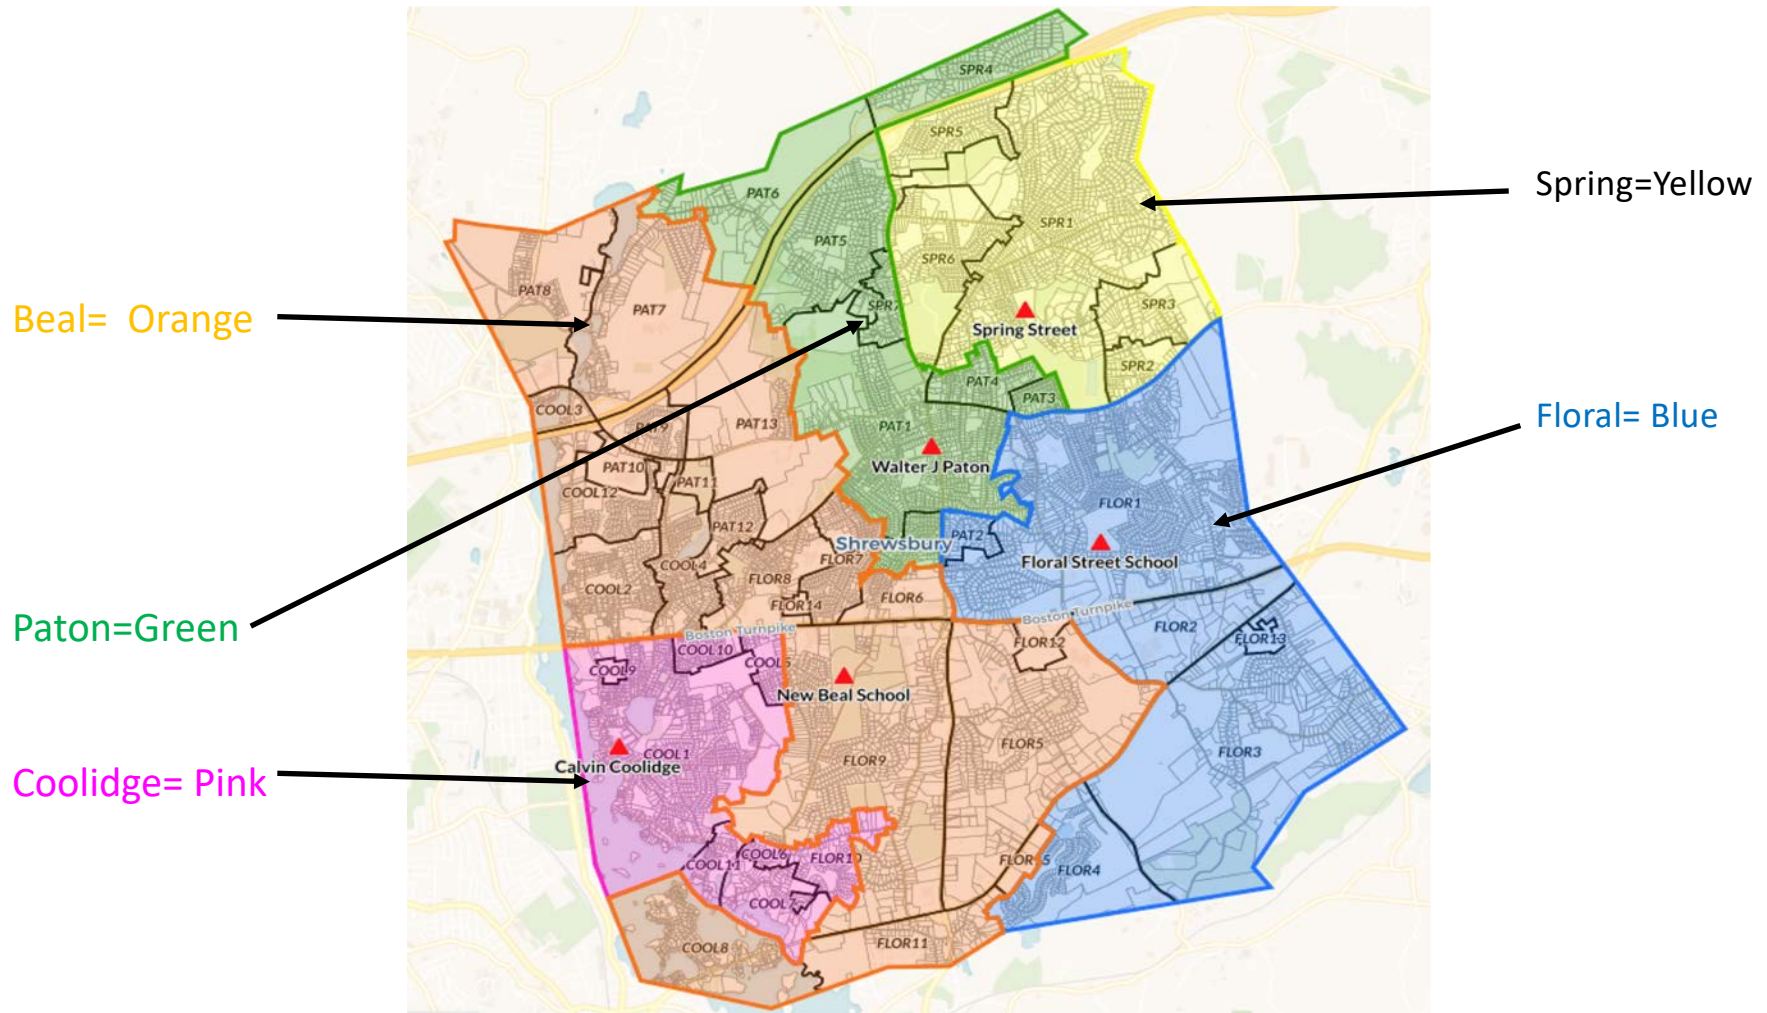 SPR4
SPR5
Spring=Yellow
PAT6
SPR1
PAT5
SPR6
PAT8
PAT7
SPR7
SPR3
Beal=  Orange
Spring Street
SPR2
PAT4
PAT3
COOL3
PAT9
PAT13
PAT1
Floral= Blue
Walter J Paton
PAT10
PAT11
COOL12
FLOR1
PAT12
Shrewsbury
PAT2
FLOR7
Floral Street School
COOL4
FLOR8
COOL2
FLOR14
FLOR6
Boston Turnpike
Boston Turnpike
Paton=Green
FLOR2
FLOR13
FLOR12
COOL10
COOL9
COOL5
New Beal School
COOL1
FLOR9
FLOR5
FLOR3
Calvin Coolidge
Coolidge= Pink
COOL6
FLOR10
COOL11
FLOR15
FLOR4
COOL7
COOL8
FLOR11